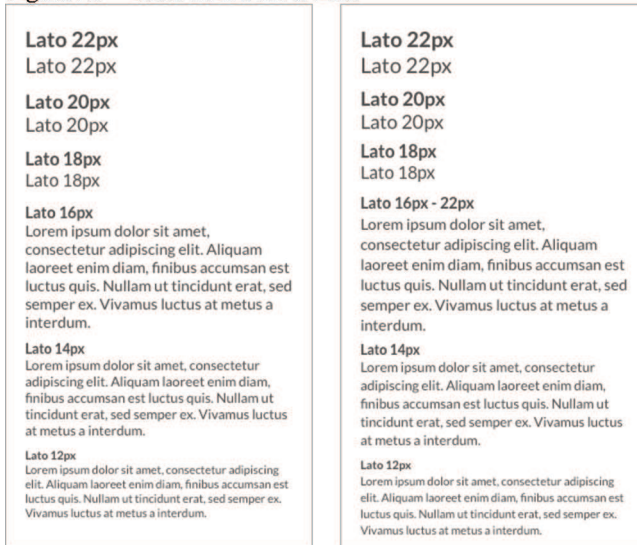 Lato 22px
Lato 22px
Lato 20px
Lato 20px
Lato 18px
Lato 18px
Lato 16px
Lorem ipsum dolor sit amet,
consectetur adipiscing elit. Aliquam
laoreet enim diam, finibus accumsan est
luctus quis. Nullam ut tincidunt erat, sed
semper ex. Vivamus luctus at metus a
interdum.
Lato 14px
Lorem ipsum dolor sit amet, consectetur
adipiscing elit. Aliquam laoreet enim diam,
finibus accumsan est luctus quis. Nullam ut
tincidunt erat, sed semper ex. Vivamus luctus
at metus a interdum.
Lato 12px
Lorem ipsum dolor sit amet, consectetur adipiscing
elit. Aliquam laoreet enim diam, finibus accumsan est
luctus quis. Nullam ut tincidunt erat, sed semper ex.
Vivamus luctus at metus a interdum.
Lato 22px
Lato 22px
Lato 20px
Lato 20px
Lato 18px
Lato 18px
Lato 16px - 22px
Lorem ipsum dolor sit amet,
consectetur adipiscing elit. Aliquam
laoreet enim diam, finibus accumsan est
luctus quis. Nullam ut tincidunt erat, sed
semper ex. Vivamus luctus at metus a
interdum.
Lato 14px
Lorem ipsum dolor sit amet, consectetur
adipiscing elit. Aliquam laoreet enim diam,
finibus accumsan est luctus quis. Nullam ut
tincidunt erat, sed semper ex. Vivamus luctus
at metus a interdum.
Lato 12px
Lorem ipsum dolor sit amet, consectetur adipiscing
elit. Aliquam laoreet enim diam, finibus accumsan est
luctus quis. Nullam ut tincidunt erat, sed semper ex.
Vivamus luctus at metus a interdum.